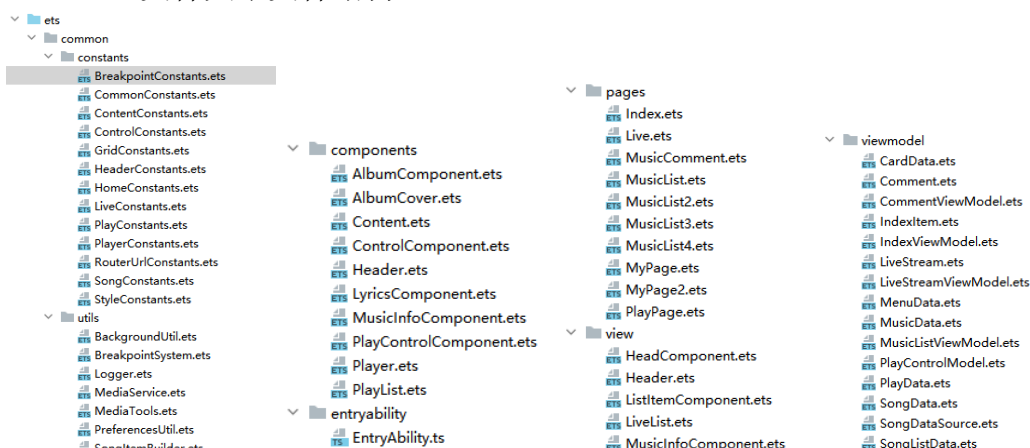 ets
common
constants
BreakpointConstants.ets
CommonConstants.ets
ContentConstants.ets
ControlConstants.ets
GridConstants.ets
HeaderConstants.ets
HomeConstants.ets
LiveConstants.ets
PlayConstants.ets
PlayerConstants.ets
RouterUrlConstants.ets
SongConstants.ets
StyleConstants.ets
utils
BackgroundUtil.ets
BreakpointSystem.ets
Logger.ets
MediaService.ets
MediaTools.ets
PreferencesUtil.ets
SongItemBuilder.ets
components
AlbumComponent.ets
AlbumCover.ets
Content.ets
ControlComponent.ets
Header.ets
LyricsComponent.ets
MusicInfoComponent.ets
PlayControlComponent.ets
Player.ets
PlayList.ets
entryability
EntryAbility.ts
pages
Index.ets
Live.ets
MusicComment.ets
MusicList.ets
MusicList2.ets
MusicList3.ets
MusicList4.ets
MyPage.ets
MyPage2.ets
PlayPage.ets
view
HeadComponent.ets
Header.ets
ListItemComponent.ets
LiveList.ets
MusicInfoComponent.ets
viewmodel
CardData.ets
Comment.ets
CommentViewModel.ets
IndexItem.ets
IndexViewModel.ets
LiveStream.ets
LiveStreamViewModel.ets
MenuData.ets
MusicData.ets
MusicListViewModel.ets
PlayControlModel.ets
PlayData.ets
SongData.ets
SongDataSource.ets
SongListData.ets